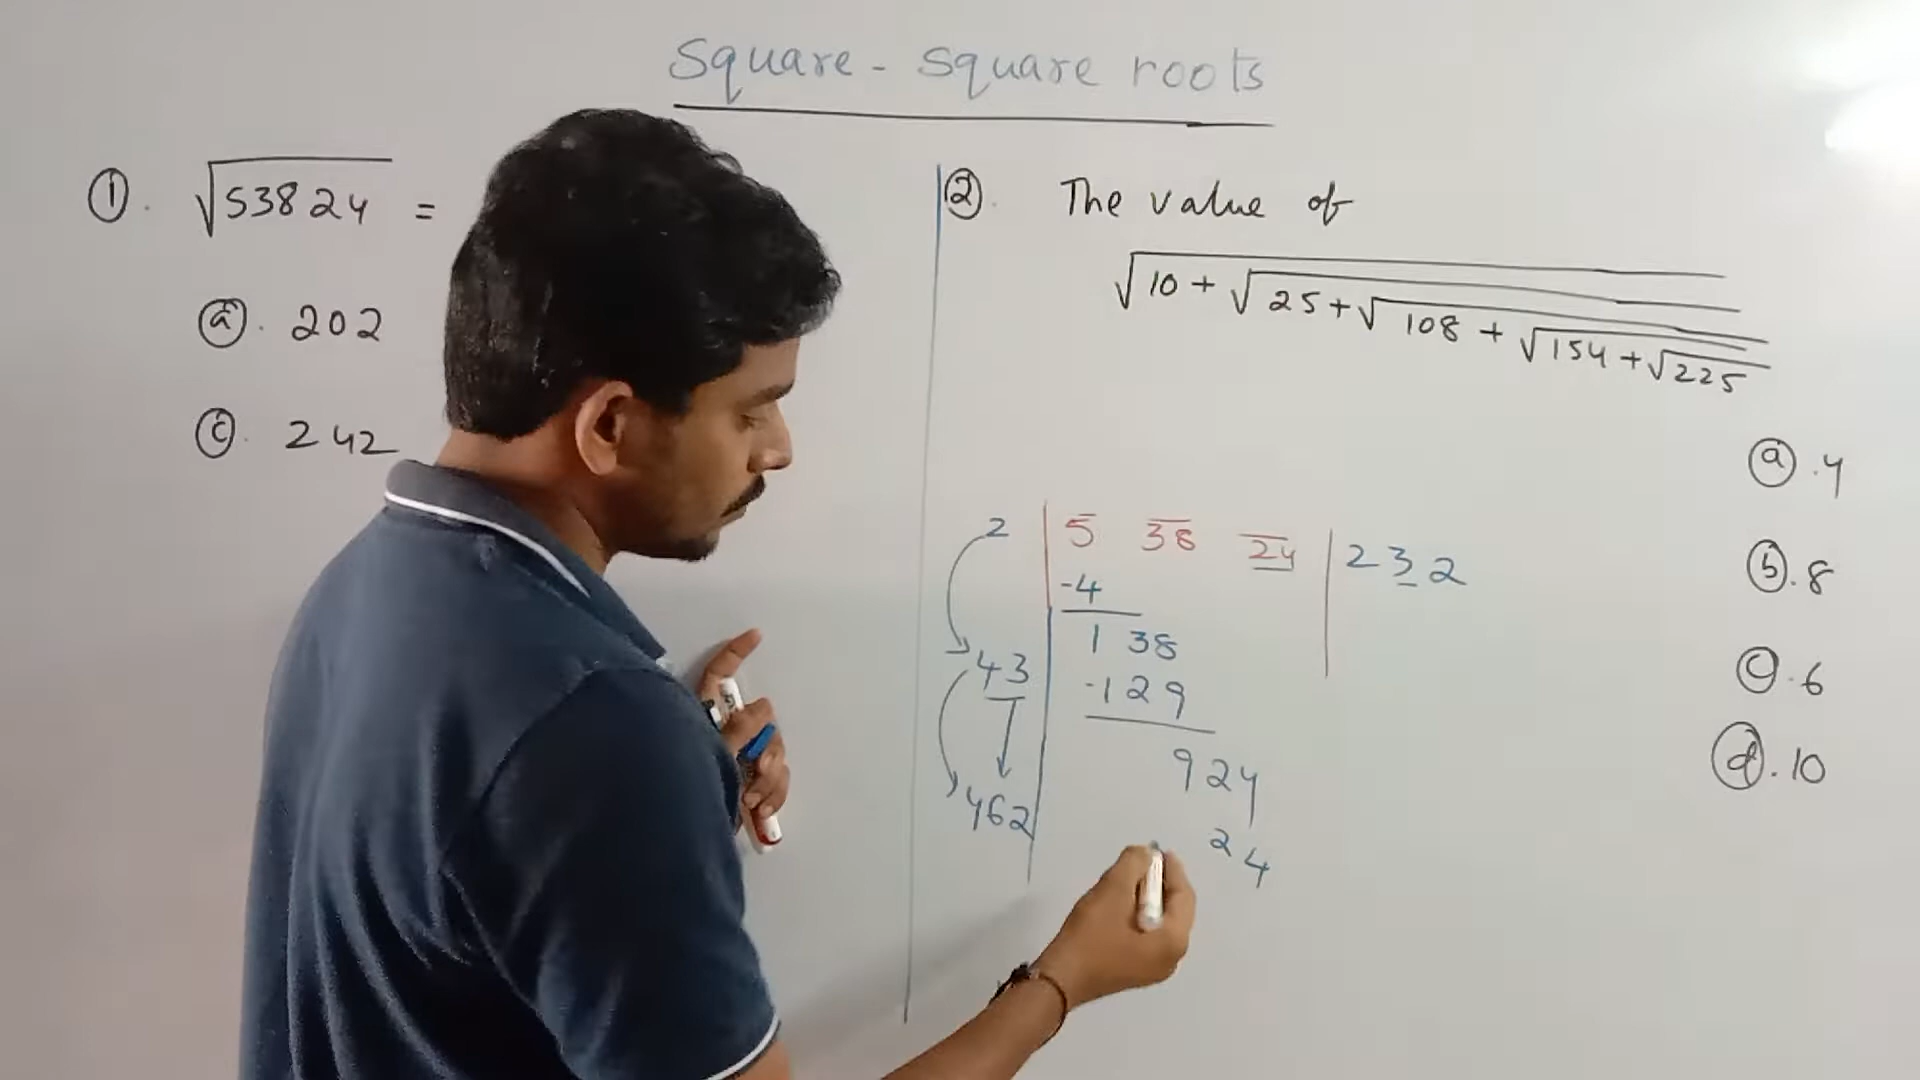 Square - Square roots
① . √53824 =
ⓐ . 202
ⓒ . 242
② . The value of
√10 + √25 + √108 + √154 + √225
ⓐ . 4
ⓑ . 8
ⓒ . 6
ⓓ . 10
2 5 38 24 232
-4
1 38
43 -129
924
462 24